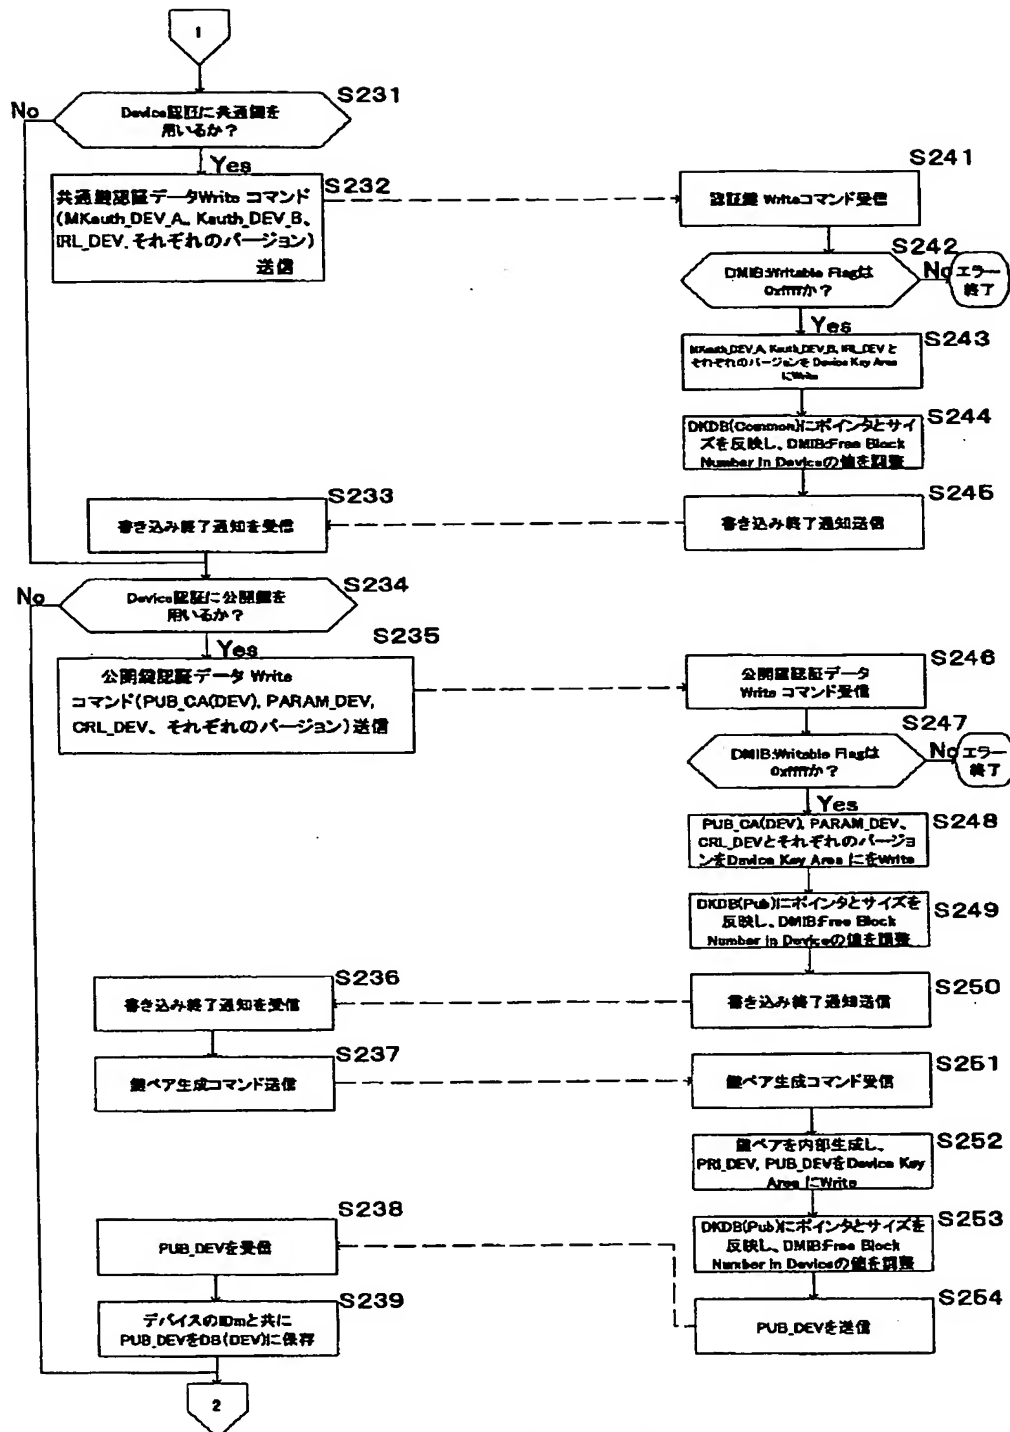 1
S231
No
Device認証に共通鍵を
用いるか？
Yes
S232
共通鍵認証データWrite コマンド
(MKauth_DEV_A、Kauth_DEV_B、
IRL_DEV、それぞれのバージョン)
送信
S241
認証鍵 Writeコマンド受信
S242
DMIB:Writable Flagは
0xffffか？
No
エラー
終了
Yes
S243
MKauth_DEV_A, Kauth_DEV_B, IRL_DEV と
それぞれのバージョンを Device Key Area
にWrite
S244
DKDB(Common)にポインタとサイ
ズを反映し、DMIB:Free Block
Number in Deviceの値を調整
S245
書き込み終了通知送信
S233
書き込み終了通知を受信
S234
No
Device認証に公開鍵を
用いるか？
Yes
S235
公開鍵認証データ Write
コマンド(PUB_CA(DEV), PARAM_DEV,
CRL_DEV、それぞれのバージョン)送信
S246
公開鍵認証データ
Write コマンド受信
S247
DMIB:Writable Flagは
0xffffか？
No
エラー
終了
Yes
S248
PUB_CA(DEV), PARAM_DEV、
CRL_DEVとそれぞれのバージョ
ンをDevice Key Area にをWrite
S249
DKDB(Pub)にポインタとサイズを
反映し、DMIB:Free Block
Number in Deviceの値を調整
S250
書き込み終了通知送信
S236
書き込み終了通知を受信
S237
鍵ペア生成コマンド送信
S251
鍵ペア生成コマンド受信
S252
鍵ペアを内部生成し、
PRI_DEV, PUB_DEVをDevice Key
Area にWrite
S253
DKDB(Pub)にポインタとサイズを
反映し、DMIB:Free Block
Number in Deviceの値を調整
S254
PUB_DEVを送信
S238
PUB_DEVを受信
S239
デバイスのIDmと共に
PUB_DEVをDB(DEV)に保存
2